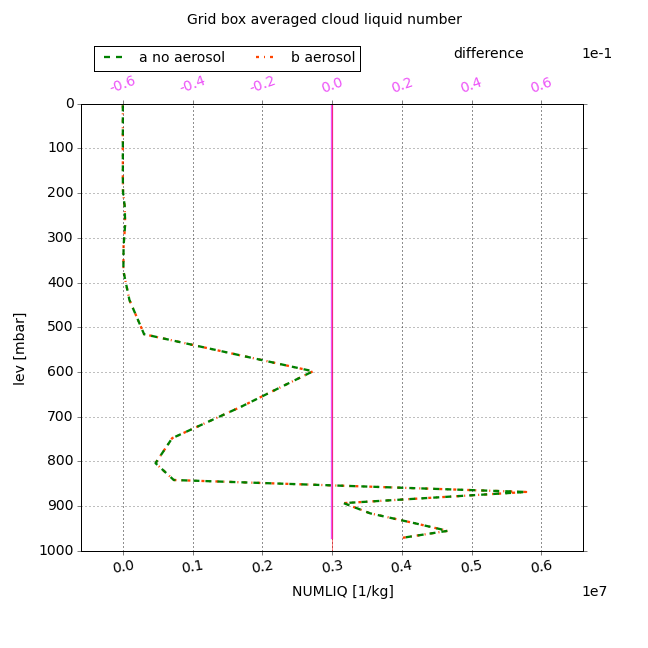 Grid box averaged cloud liquid number
a no aerosol b aerosol difference 1e-1
-0.6 -0.4 -0.2 0.0 0.2 0.4 0.6
0
100
200
300
400
500
600
700
800
900
1000
lev [mbar]
0.0 0.1 0.2 0.3 0.4 0.5 0.6
NUMLIQ [1/kg] 1e7